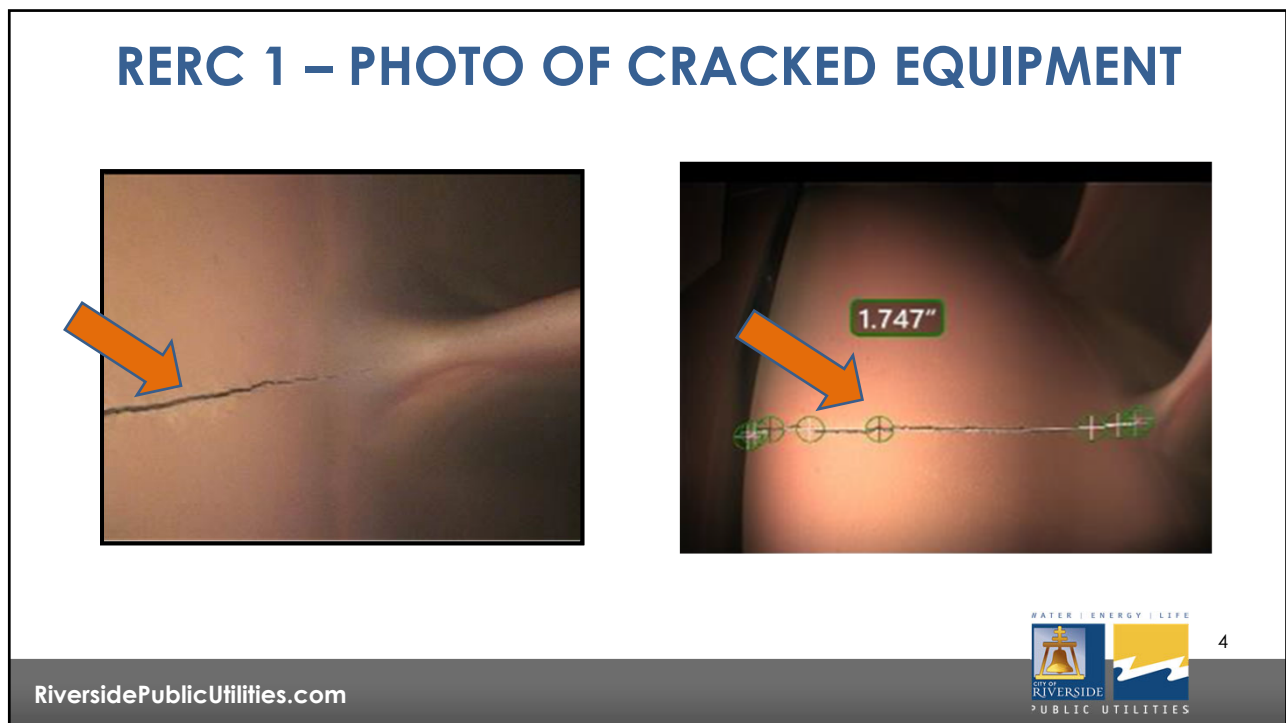 RERC 1 – PHOTO OF CRACKED EQUIPMENT
1.747"
WATER | ENERGY | LIFE
CITY OF
RIVERSIDE
PUBLIC UTILITIES
4
RiversidePublicUtilities.com